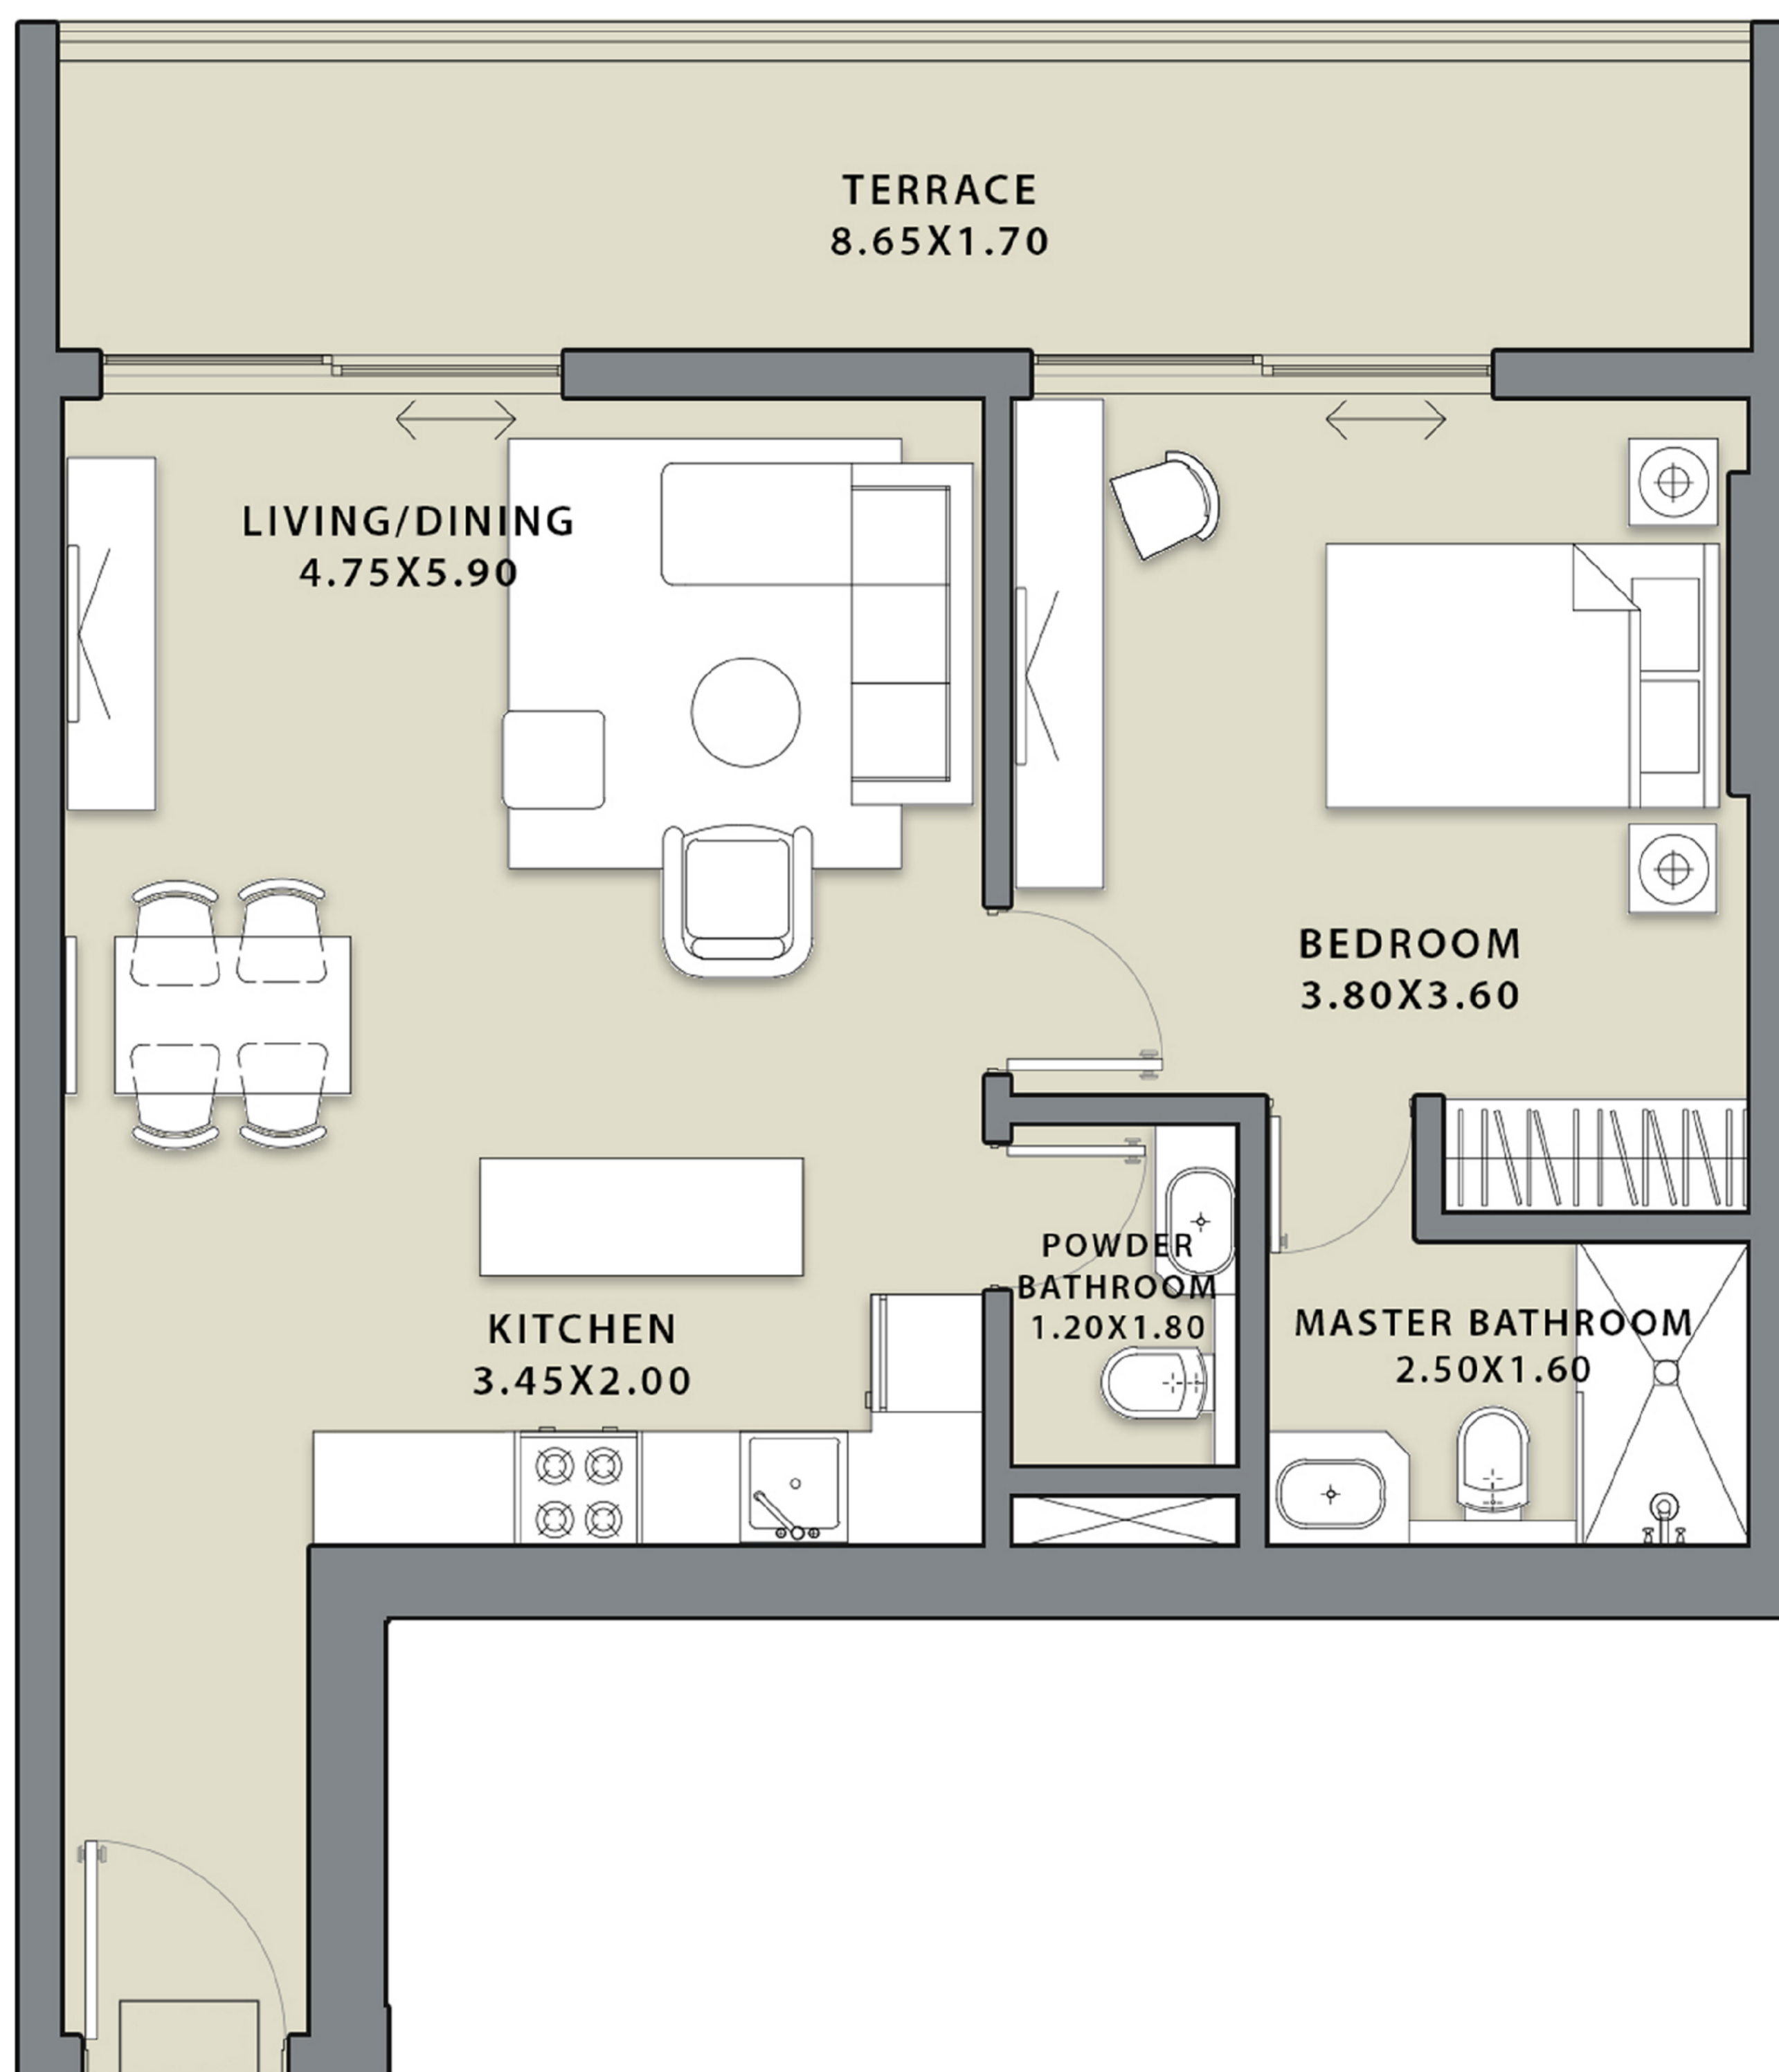 TERRACE
8.65X1.70
LIVING/DINING
4.75X5.90
BEDROOM
3.80X3.60
POWDER
BATHROOM
1.20X1.80
MASTER BATHROOM
2.50X1.60
KITCHEN
3.45X2.00